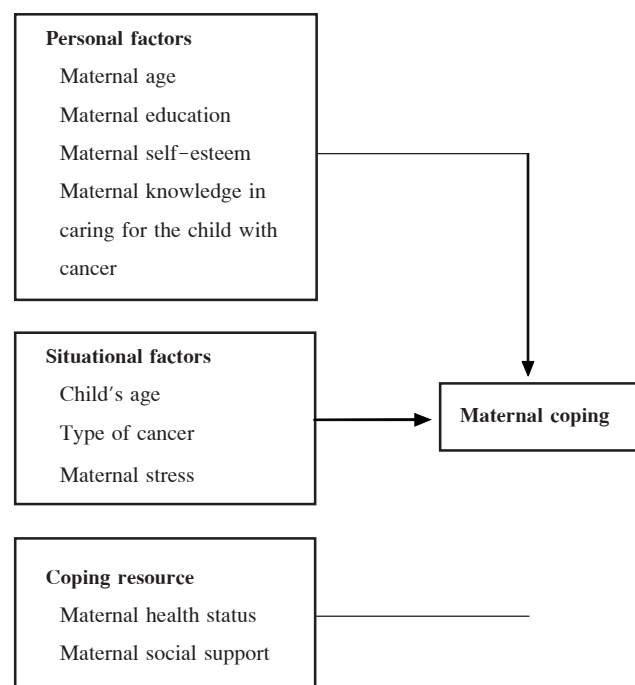 Personal factors
Maternal age
Maternal education
Maternal self-esteem
Maternal knowledge in
caring for the child with
cancer
Situational factors
Child's age
Type of cancer
Maternal stress
Maternal coping
Coping resource
Maternal health status
Maternal social support